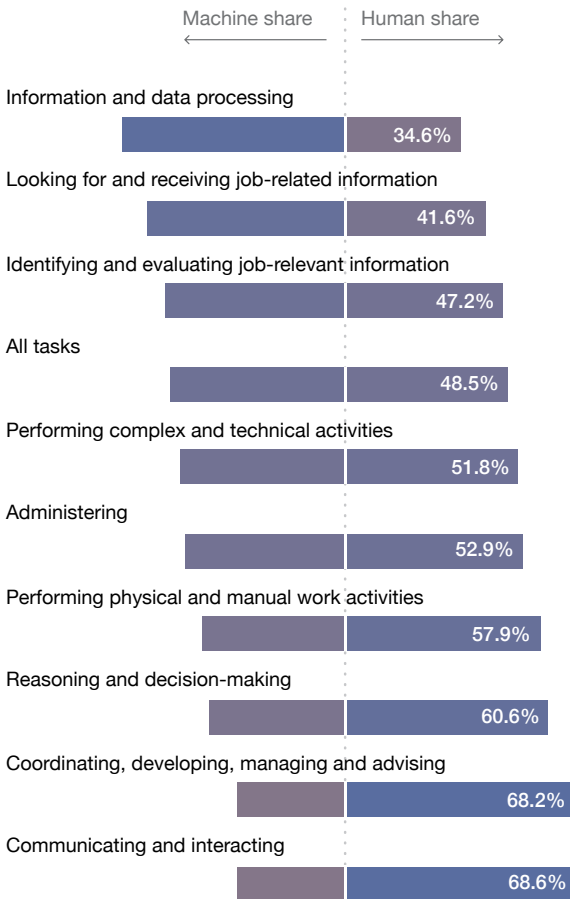 Machine share Human share
Information and data processing
34.6%
Looking for and receiving job-related information
41.6%
Identifying and evaluating job-relevant information
47.2%
All tasks
48.5%
Performing complex and technical activities
51.8%
Administering
52.9%
Performing physical and manual work activities
57.9%
Reasoning and decision-making
60.6%
Coordinating, developing, managing and advising
68.2%
Communicating and interacting
68.6%